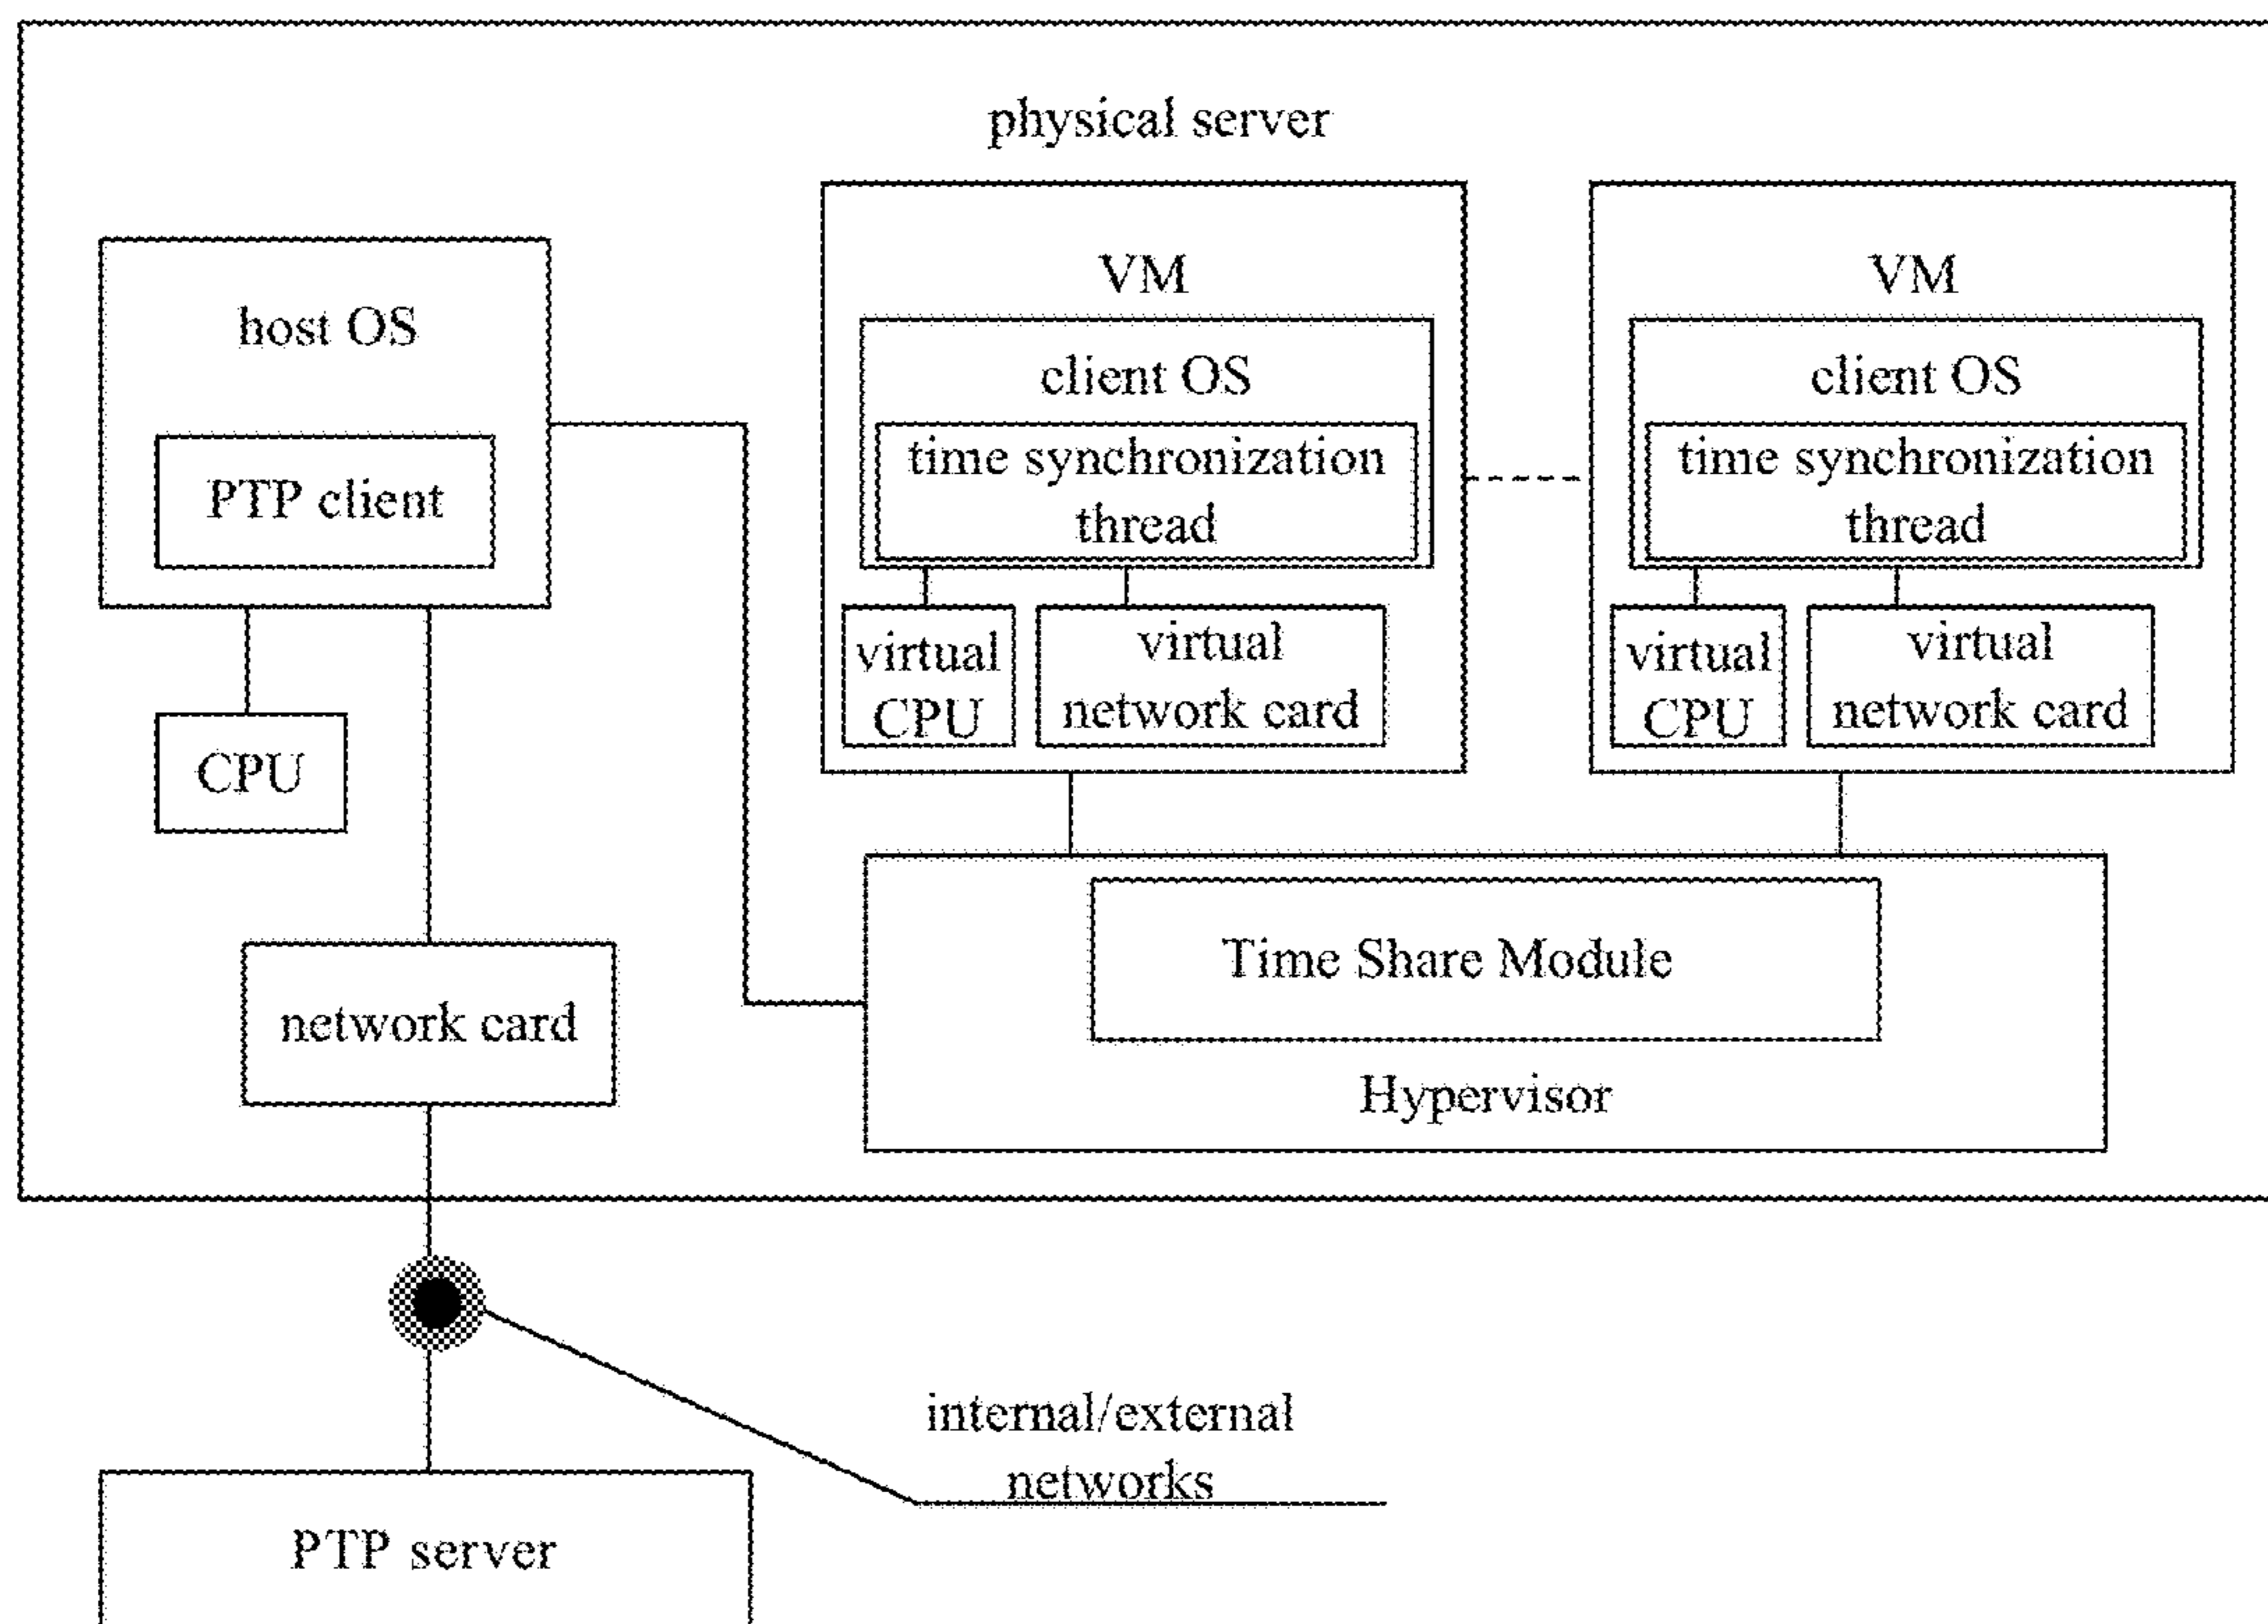 physical server
host OS
PTP client
CPU
network card
VM
client OS
time synchronization
thread
virtual
CPU
virtual
network card
VM
client OS
time synchronization
thread
virtual
CPU
virtual
network card
Time Share Module
Hypervisor
internal/external
networks
PTP server